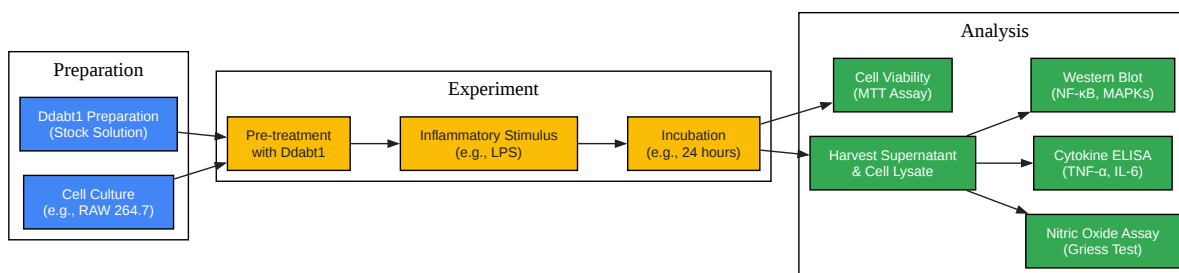 Preparation
Ddabt1 Preparation
(Stock Solution)
Cell Culture
(e.g., RAW 264.7)
Experiment
Pre-treatment
with Ddabt1
Inflammatory Stimulus
(e.g., LPS)
Incubation
(e.g., 24 hours)
Analysis
Cell Viability
(MTT Assay)
Harvest Supernatant
& Cell Lysate
Western Blot
(NF-κB, MAPKs)
Cytokine ELISA
(TNF-α, IL-6)
Nitric Oxide Assay
(Griess Test)